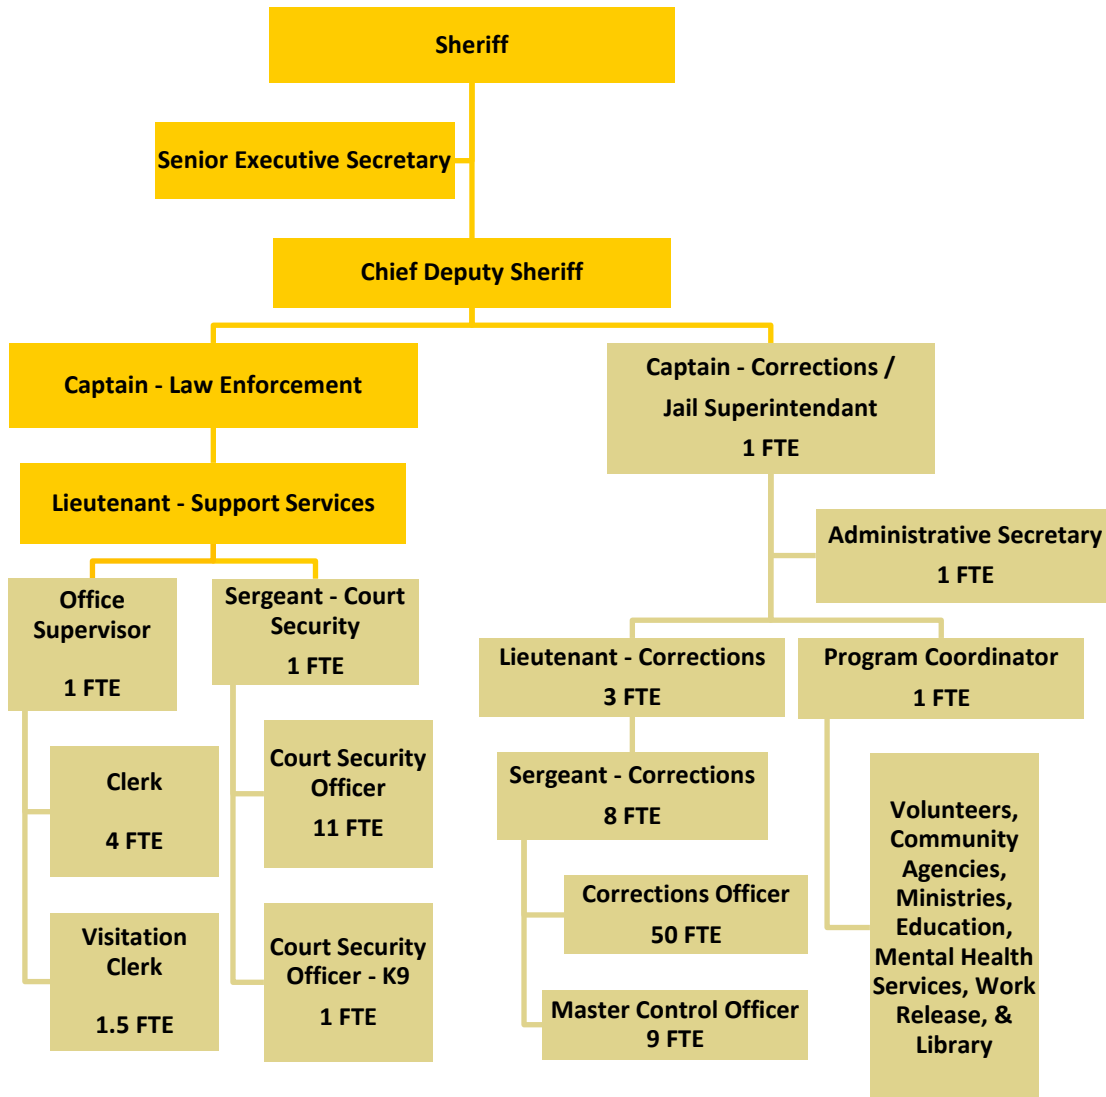 Sheriff
Senior Executive Secretary
Chief Deputy Sheriff
Captain - Law Enforcement
Lieutenant - Support Services
Office
Supervisor
1 FTE
Clerk
4 FTE
Visitation
Clerk
1.5 FTE
Sergeant - Court
Security
1 FTE
Court Security
Officer
11 FTE
Court Security
Officer - K9
1 FTE
Captain - Corrections /
Jail Superintendant
1 FTE
Administrative Secretary
1 FTE
Lieutenant - Corrections
3 FTE
Sergeant - Corrections
8 FTE
Corrections Officer
50 FTE
Master Control Officer
9 FTE
Program Coordinator
1 FTE
Volunteers,
Community
Agencies,
Ministries,
Education,
Mental Health
Services, Work
Release, &
Library